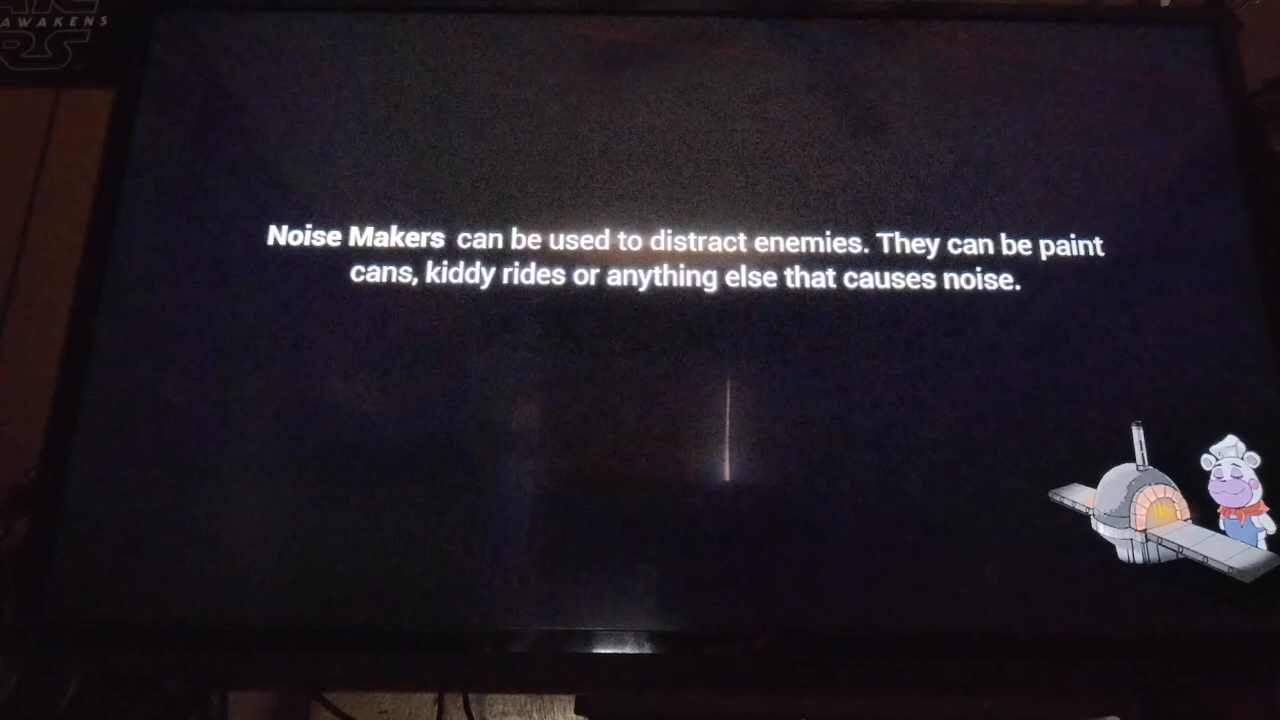 AWAKENS
RS
Noise Makers can be used to distract enemies. They can be paint
cans, kiddy rides or anything else that causes noise.